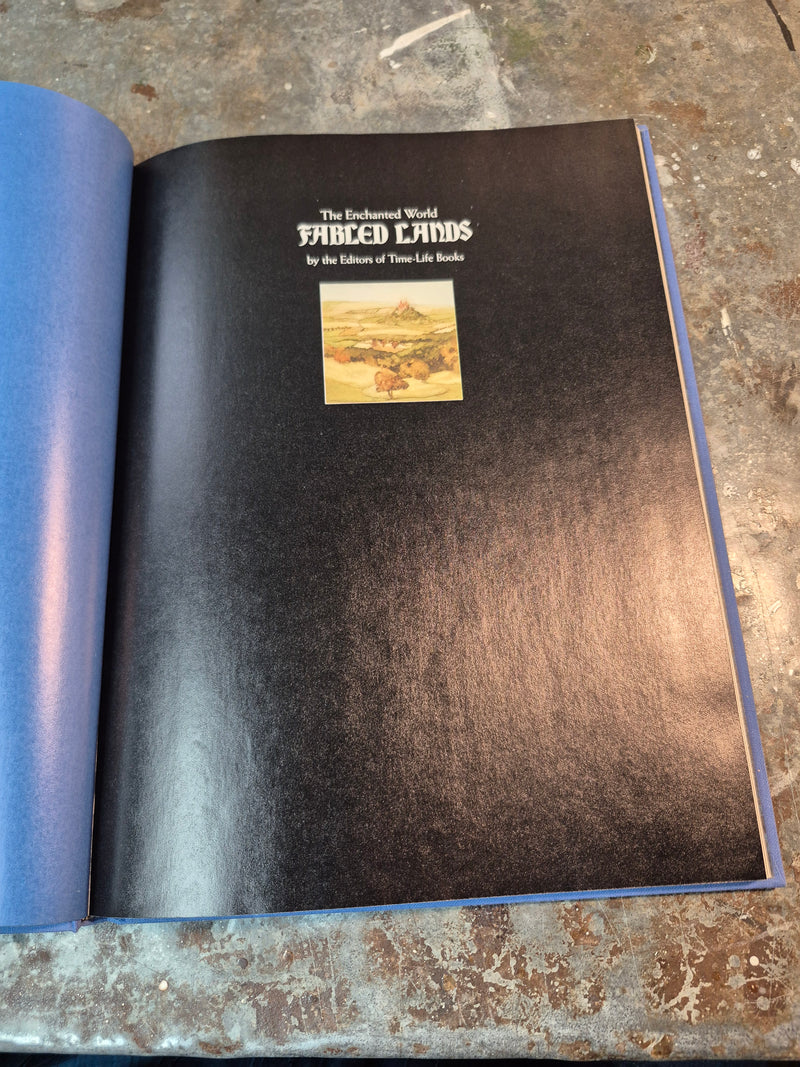 The Enchanted World
FABLED LANDS
by the Editors of Time-Life Books